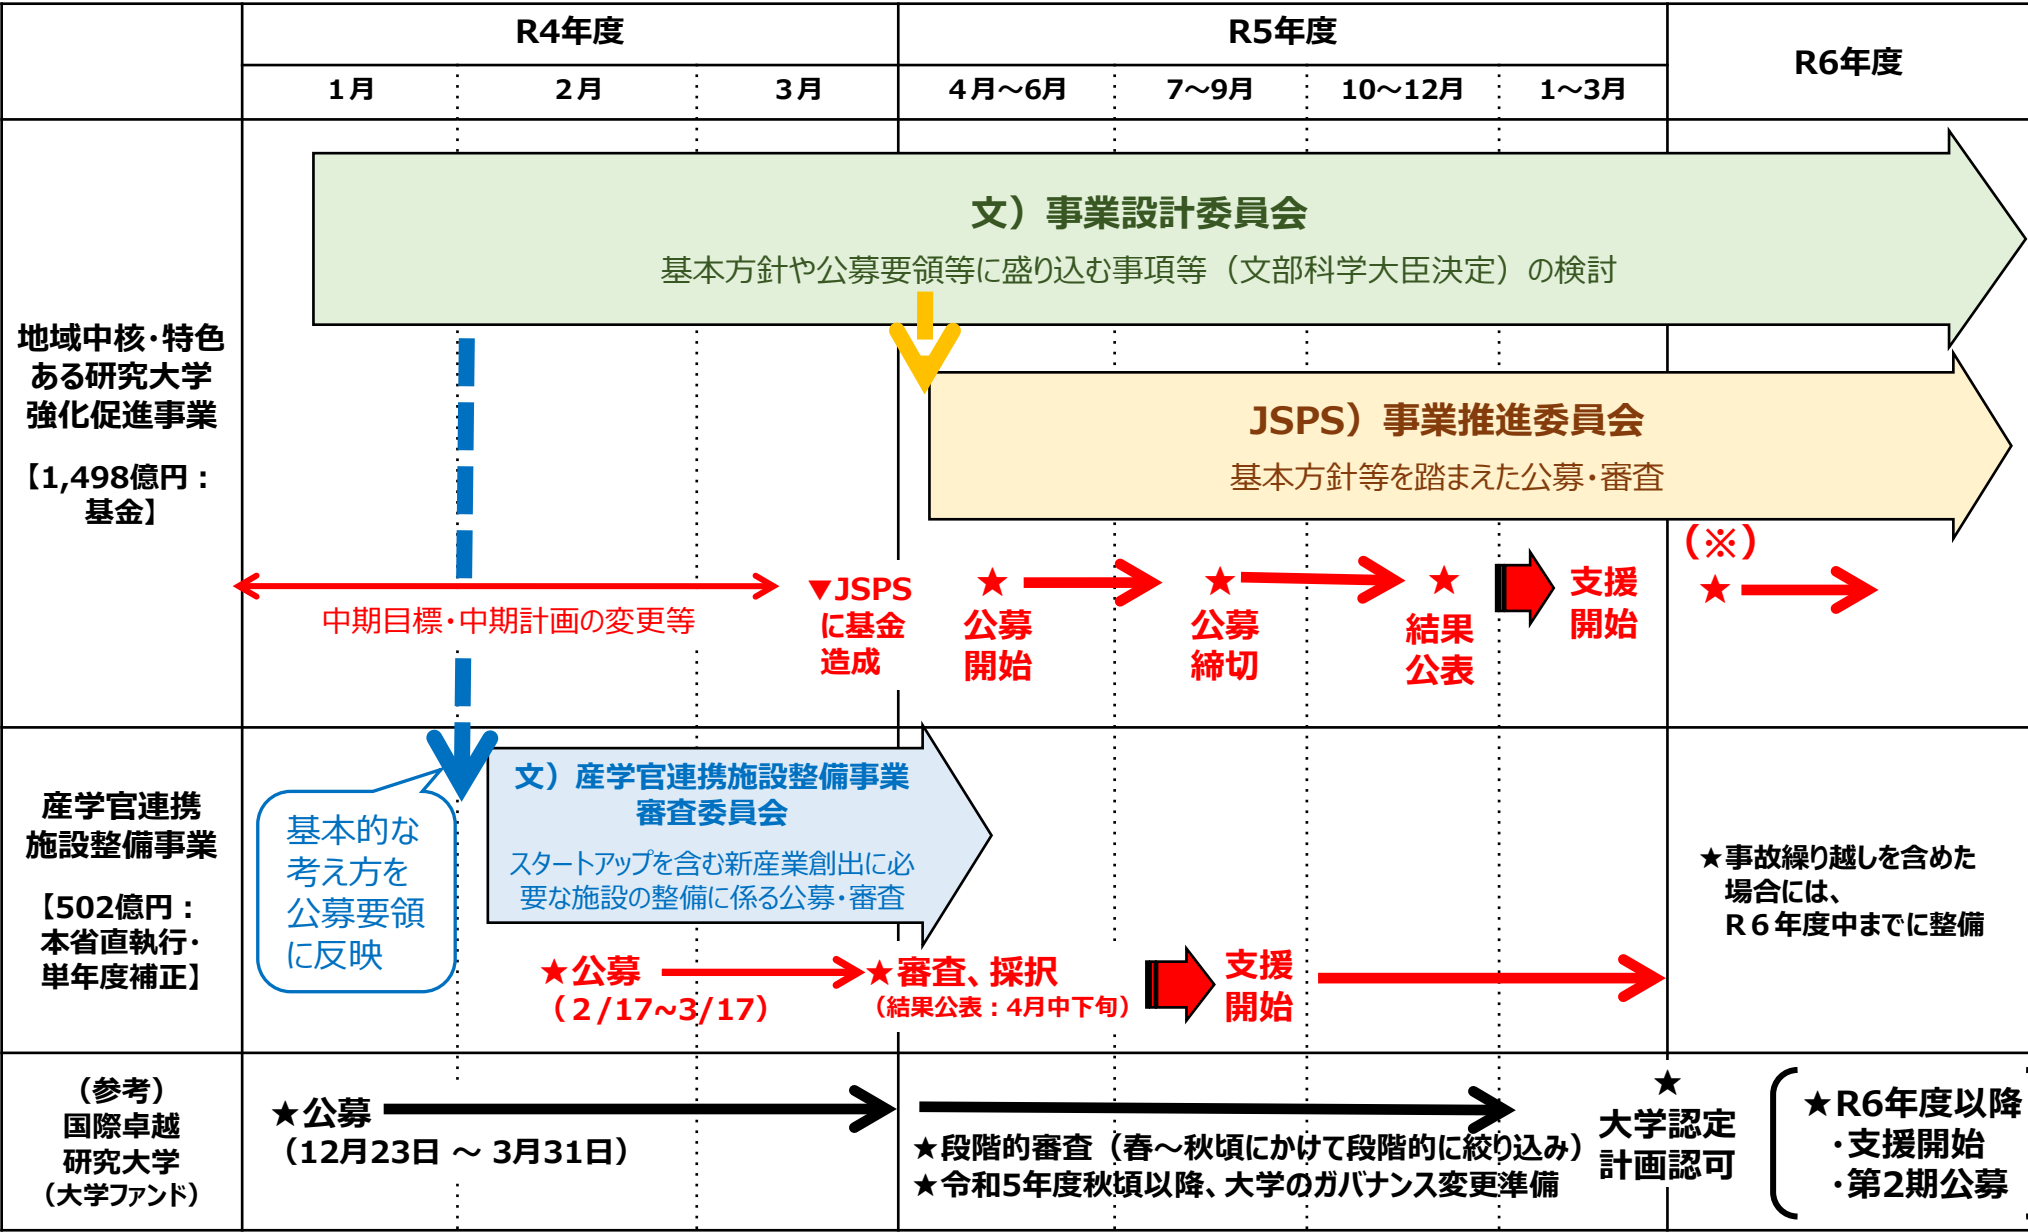 R4年度
R5年度
R6年度
1月
2月
3月
4月～6月
7～9月
10～12月
1～3月
地域中核・特色
ある研究大学
強化促進事業
【1,498億円：
基金】
文）事業設計委員会
基本方針や公募要領等に盛り込む事項等（文部科学大臣決定）の検討
JSPS）事業推進委員会
基本方針等を踏まえた公募・審査
中期目標・中期計画の変更等
▼JSPS
に基金
造成
★
公募
開始
★
公募
締切
★
結果
公表
支援
開始
（※）
★
産学官連携
施設整備事業
【502億円：
本省直執行・
単年度補正】
基本的な
考え方を
公募要領
に反映
文）産学官連携施設整備事業
審査委員会
スタートアップを含む新産業創出に必
要な施設の整備に係る公募・審査
★公募
（２/17~3/17）
★審査、採択
（結果公表：4月中下旬）
支援
開始
★事故繰り越しを含めた
場合には、
R６年度中までに整備
（参考）
国際卓越
研究大学
（大学ファンド）
★公募
（12月23日 ～ 3月31日）
★段階的審査（春～秋頃にかけて段階的に絞り込み）
★令和5年度秋頃以降、大学のガバナンス変更準備
★
大学認定
計画認可
★R6年度以降
・支援開始
・第2期公募